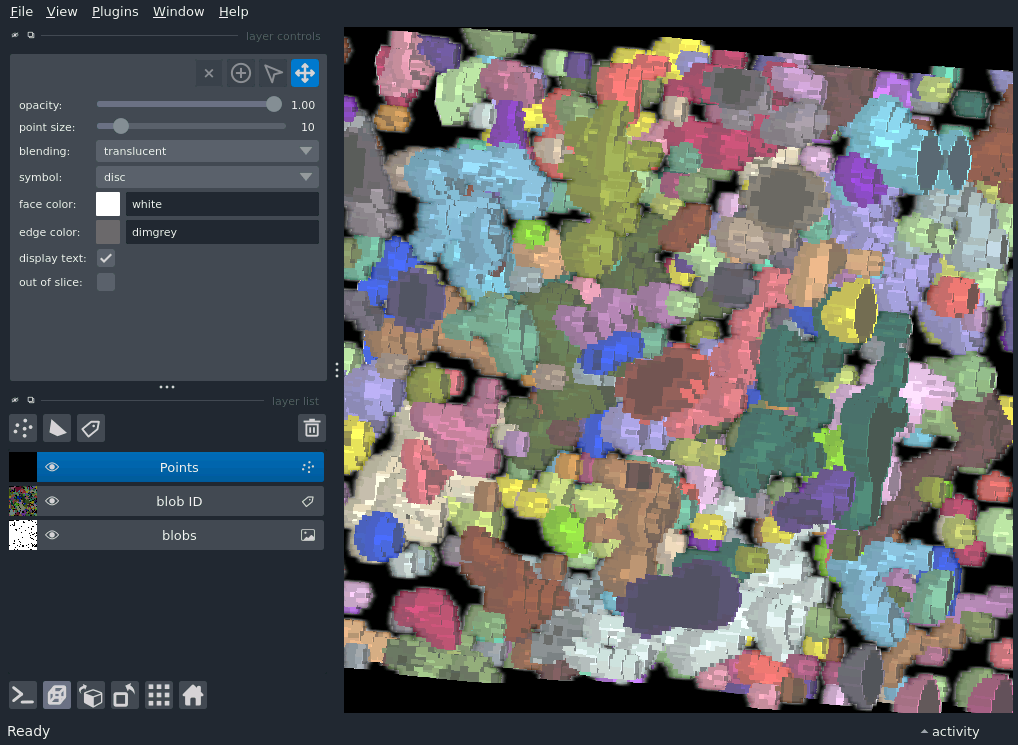 File View Plugins Window Help
layer controls
opacity: 1.00
point size: 10
blending: translucent
symbol: disc
face color: white
edge color: dimgrey
display text:
out of slice:
layer list
Points
blob ID
blobs
Ready
activity